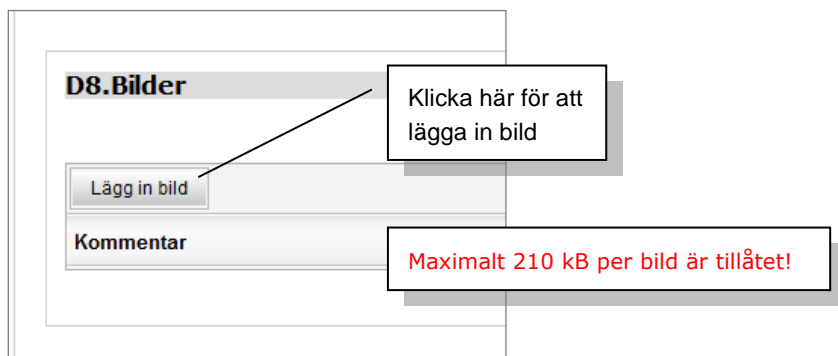 D8.Bilder
Klicka här för att
lägga in bild
Lägg in bild
Kommentar
Maximalt 210 kB per bild är tillåtet!